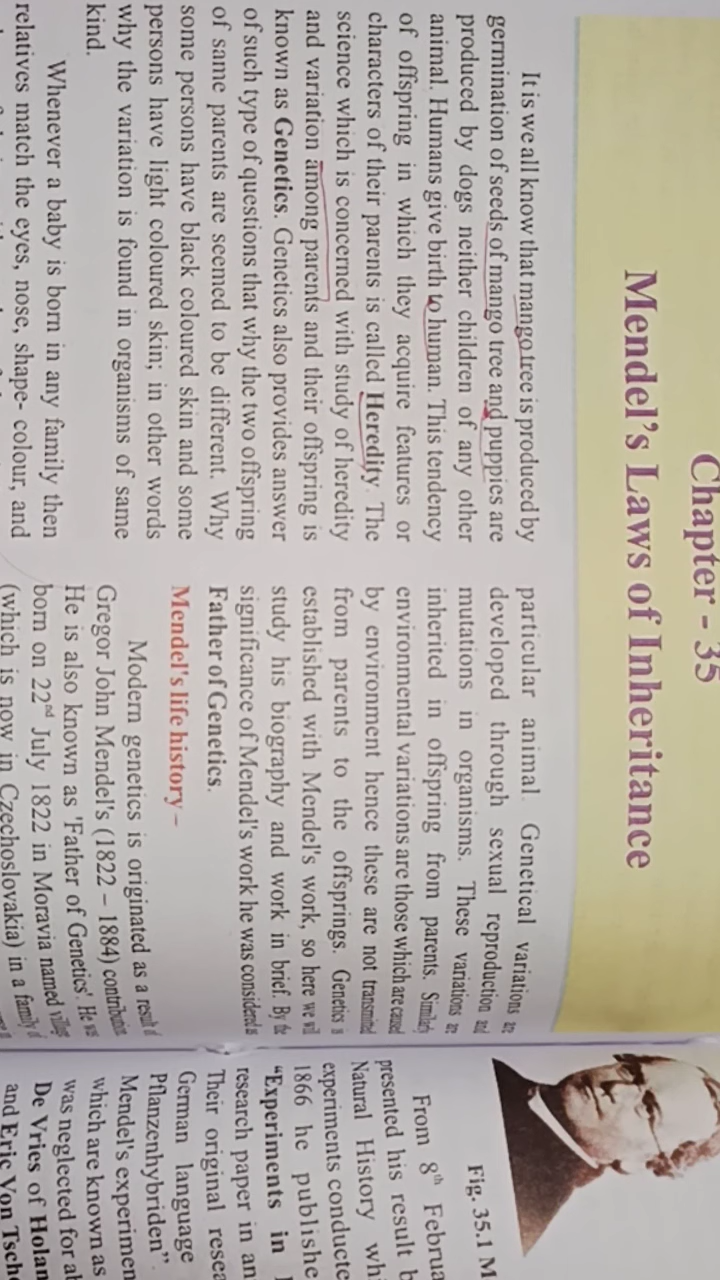 Chapter - 35
Mendel's Laws of Inheritance
It is we all know that mango tree is produced by
germination of seeds of mango tree and puppies are
produced by dogs neither children of any other
animal. Humans give birth to human. This tendency
of offspring in which they acquire features or
characters of their parents is called Heredity. The
science which is concerned with study of heredity
and variation among parents and their offspring is
known as Genetics. Genetics also provides answer
of such type of questions that why the two offspring
of same parents are seemed to be different. Why
some persons have black coloured skin and some
persons have light coloured skin; in other words
why the variation is found in organisms of same
kind.
Whenever a baby is born in any family then
relatives match the eyes, nose, shape- colour, and
particular animal. Genetical variations are
developed through sexual reproduction and
mutations in organisms. These variations are
inherited in offspring from parents. Similarly
environmental variations are those which are caused
by environment hence these are not transmitted
from parents to the offsprings. Genetics is
established with Mendel's work, so here we will
study his biography and work in brief. By the
significance of Mendel's work he was considered as
Father of Genetics.
Mendel's life history –
Modern genetics is originated as a result of
Gregor John Mendel's (1822 – 1884)
He is also known as 'Father of Genetics'. He was
born on 22nd July 1822 in Moravia named village
(which is now in Czechoslovakia) in a family of
Fig. 35.1 M
From 8th Februa
presented his result b
Natural History whi
experiments conducte
1866 he publishe
"Experiments in
research paper in an
Their original resea
German language
Pflanzenhybriden"
Mendel's experimen
which are known as
was neglected for ab
De Vries of Holan
and Eric Von Tsch